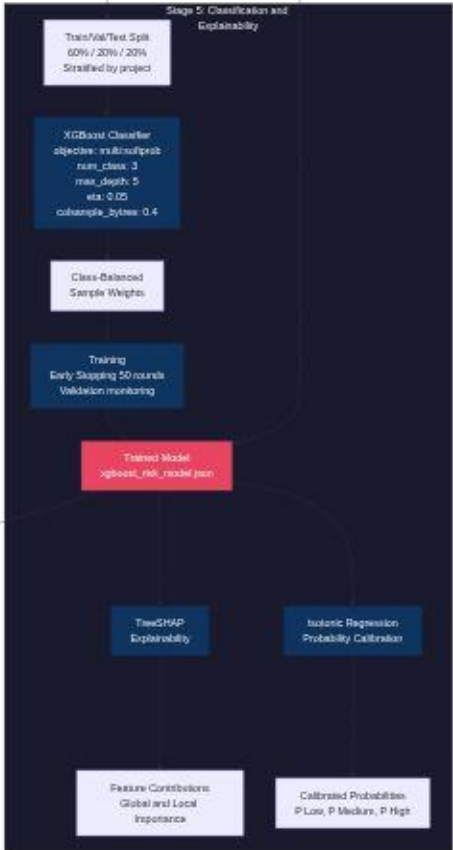 Stage 5: Classification and
Explainability
Train/Val/Test Split
60% / 20% / 20%
Stratified by project
XGBoost Classifier
objective: multi:softprob
num_class: 3
max_depth: 5
eta: 0.05
colsample_bytree: 0.4
Class-Balanced
Sample Weights
Training
Early Stopping 50 rounds
Validation monitoring
Trained Model
xgboost_risk_model.json
TreeSHAP
Explainability
Isotonic Regression
Probability Calibration
Feature Contributions
Global and Local
Importance
Calibrated Probabilities
P Low, P Medium, P High